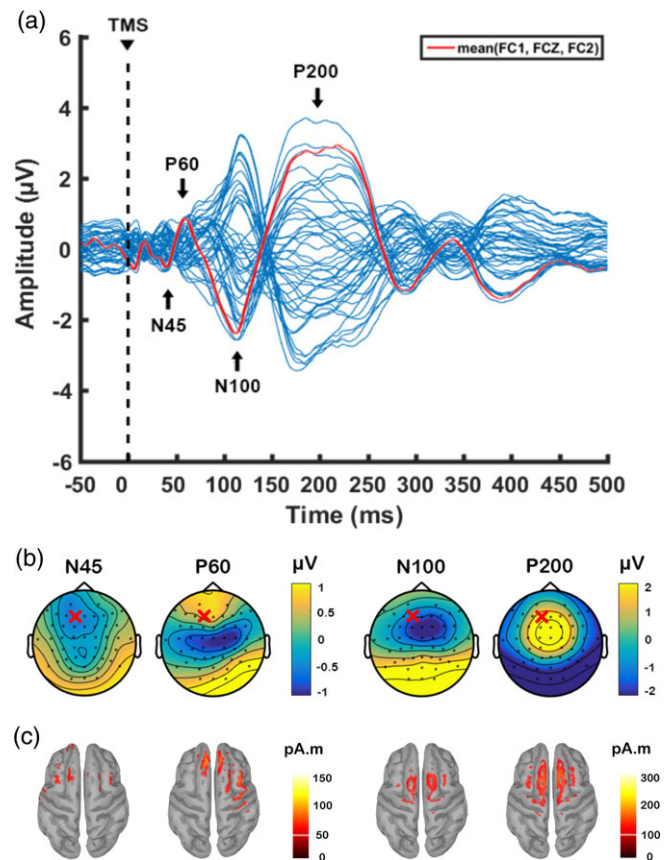 (a)
TMS
mean(FC1, FCZ, FC2)
P200
P60
N45
N100
Amplitude (µV)
6
4
2
0
-2
-4
-6
-50 0 50 100 150 200 250 300 350 400 450 500
Time (ms)
(b)
N45 P60 µV N100 P200 µV
1 2
0.5 1
0 0
-0.5 -1
-1 -2
(c)
pA.m pA.m
150 300
100 200
50 100
0 0